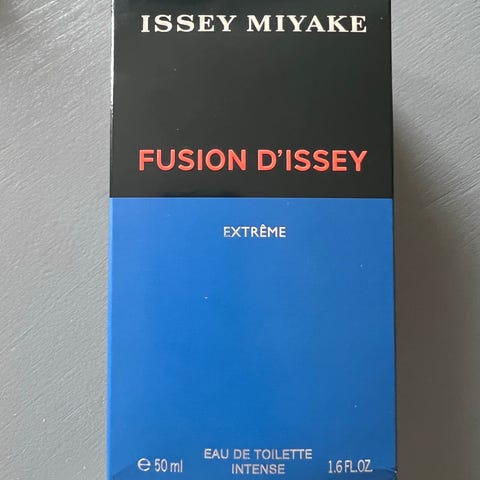 ISSEY MIYAKE
FUSION D'ISSEY
EXTRÊME
℮ 50 ml EAU DE TOILETTE INTENSE 1.6 FL.OZ